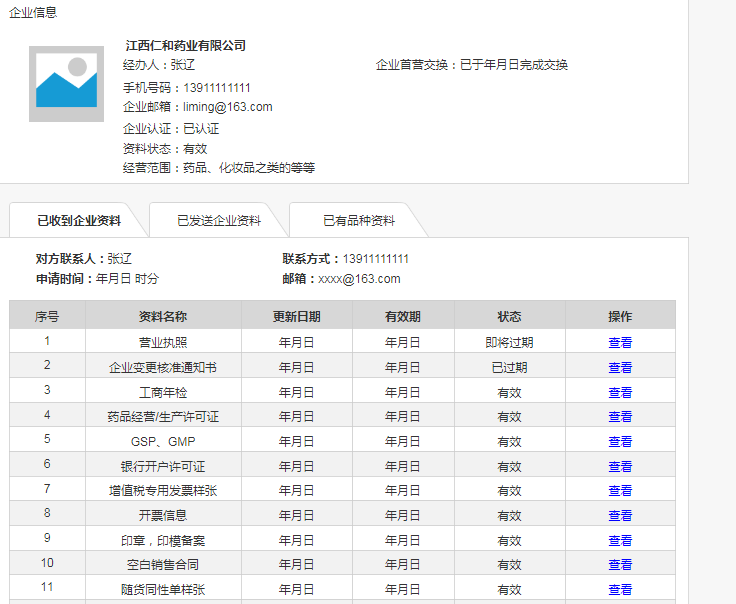 企业信息
江西仁和药业有限公司
经办人：张辽 企业首营交换：已于年月日完成交换
手机号码：13911111111
企业邮箱：liming@163.com
企业认证：已认证
资料状态：有效
经营范围：药品、化妆品之类的等等
已收到企业资料 已发送企业资料 已有品种资料
对方联系人：张辽 联系方式：13911111111
申请时间：年月日 时分 邮箱：xxxx@163.com
序号 资料名称 更新日期 有效期 状态 操作
1 营业执照 年月日 年月日 即将过期 查看
2 企业变更核准通知书 年月日 年月日 已过期 查看
3 工商年检 年月日 年月日 有效 查看
4 药品经营/生产许可证 年月日 年月日 有效 查看
5 GSP、GMP 年月日 年月日 有效 查看
6 银行开户许可证 年月日 年月日 有效 查看
7 增值税专用发票样张 年月日 年月日 有效 查看
8 开票信息 年月日 年月日 有效 查看
9 印章，印模备案 年月日 年月日 有效 查看
10 空白销售合同 年月日 年月日 有效 查看
11 随货同性单样张 年月日 年月日 有效 查看